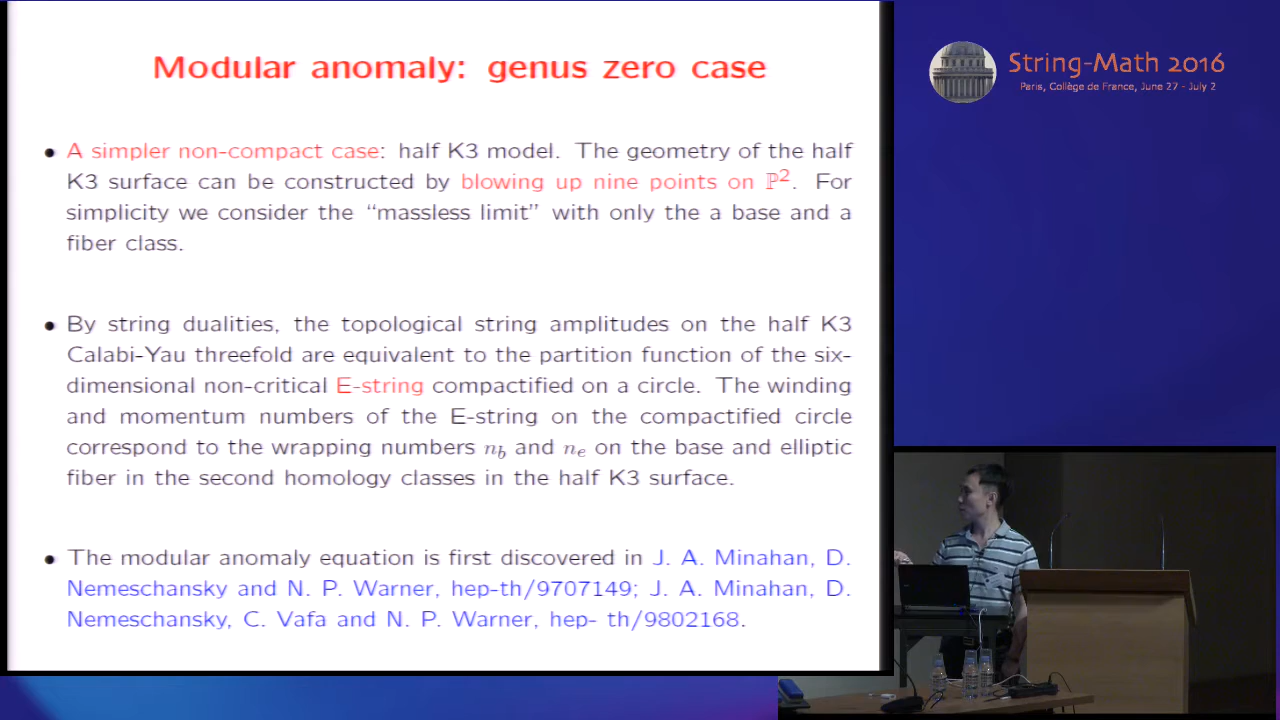 Modular anomaly: genus zero case
• A simpler non-compact case: half K3 model. The geometry of the half
K3 surface can be constructed by blowing up nine points on ℙ². For
simplicity we consider the “massless limit” with only the a base and a
fiber class.
• By string dualities, the topological string amplitudes on the half K3
Calabi-Yau threefold are equivalent to the partition function of the six-
dimensional non-critical E-string compactified on a circle. The winding
and momentum numbers of the E-string on the compactified circle
correspond to the wrapping numbers n_b and n_e on the base and elliptic
fiber in the second homology classes in the half K3 surface.
• The modular anomaly equation is first discovered in J. A. Minahan, D.
Nemeschansky and N. P. Warner, hep-th/9707149; J. A. Minahan, D.
Nemeschansky, C. Vafa and N. P. Warner, hep- th/9802168.
String-Math 2016
Paris, Collège de France, June 27 - July 2